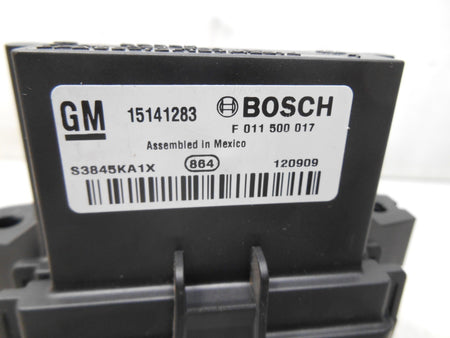 GM 15141283 BOSCH
F 011 500 017
Assembled in Mexico
S3845KA1X 864 120909